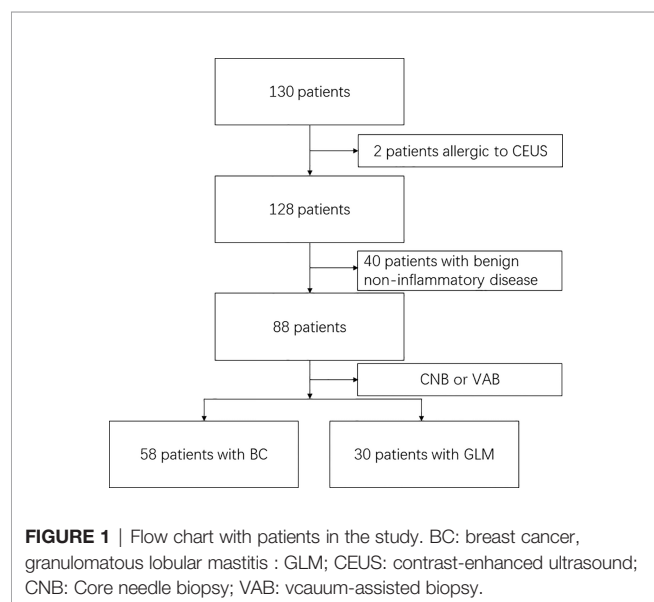 130 patients
2 patients allergic to CEUS
128 patients
40 patients with benign
non-inflammatory disease
88 patients
CNB or VAB
58 patients with BC
30 patients with GLM
FIGURE 1 | Flow chart with patients in the study. BC: breast cancer,
granulomatous lobular mastitis : GLM; CEUS: contrast-enhanced ultrasound;
CNB: Core needle biopsy; VAB: vcauum-assisted biopsy.